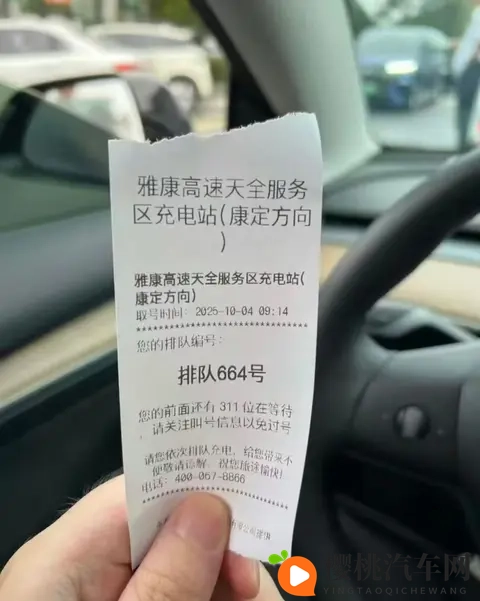 雅康高速天全服务
区充电站(康定方向
)
雅康高速天全服务区充电站(
康定方向)
取号时间: 2025-10-04 09:14
********************************
您的排队编号:
排队664号
您的前面还有 311 位在等待
，请关注叫号信息以免过号
请您依次排队充电，给您带来不
便敬请谅解，祝您旅途愉快!
电话: 400-067-8866
********************************
樱桃汽车网
YINGTAOQICHEWANG